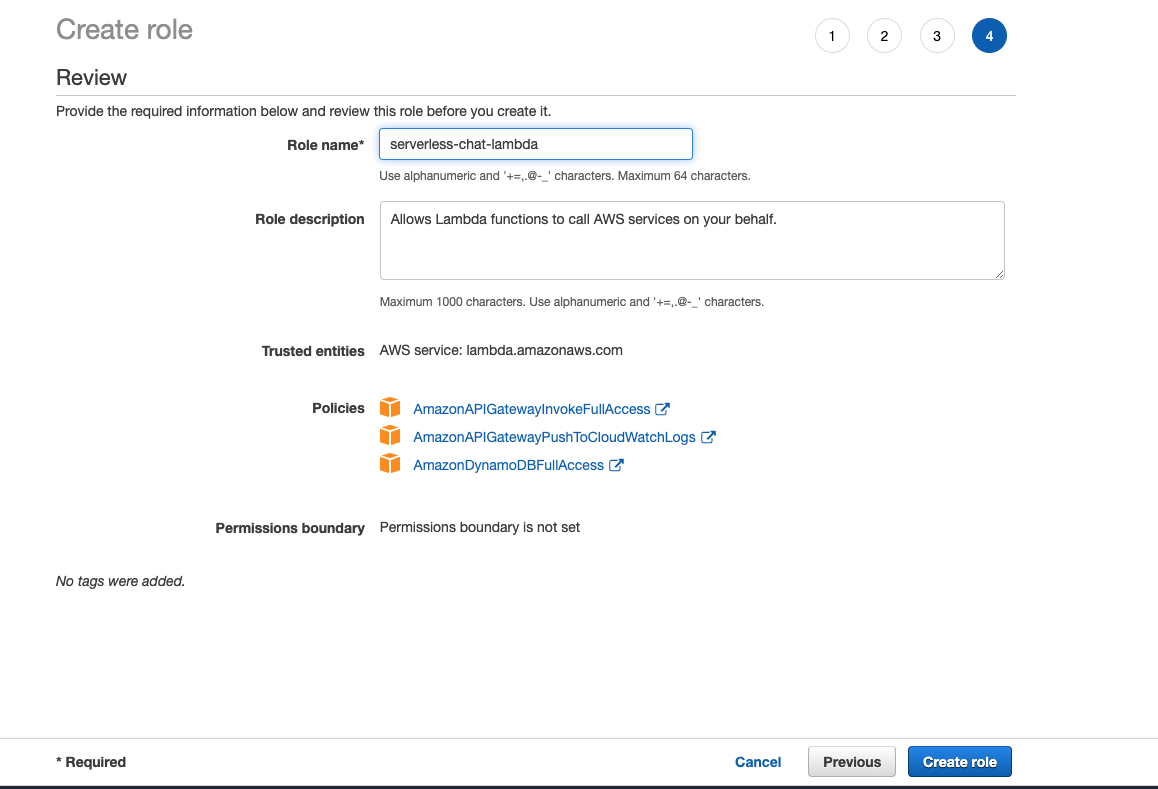 Create role
1 2 3 4
Review
Provide the required information below and review this role before you create it.
Role name* serverless-chat-lambda
Use alphanumeric and '+=,.@-_' characters. Maximum 64 characters.
Role description Allows Lambda functions to call AWS services on your behalf.
Maximum 1000 characters. Use alphanumeric and '+=,.@-_' characters.
Trusted entities AWS service: lambda.amazonaws.com
Policies AmazonAPIGatewayInvokeFullAccess
AmazonAPIGatewayPushToCloudWatchLogs
AmazonDynamoDBFullAccess
Permissions boundary Permissions boundary is not set
No tags were added.
* Required Cancel Previous Create role